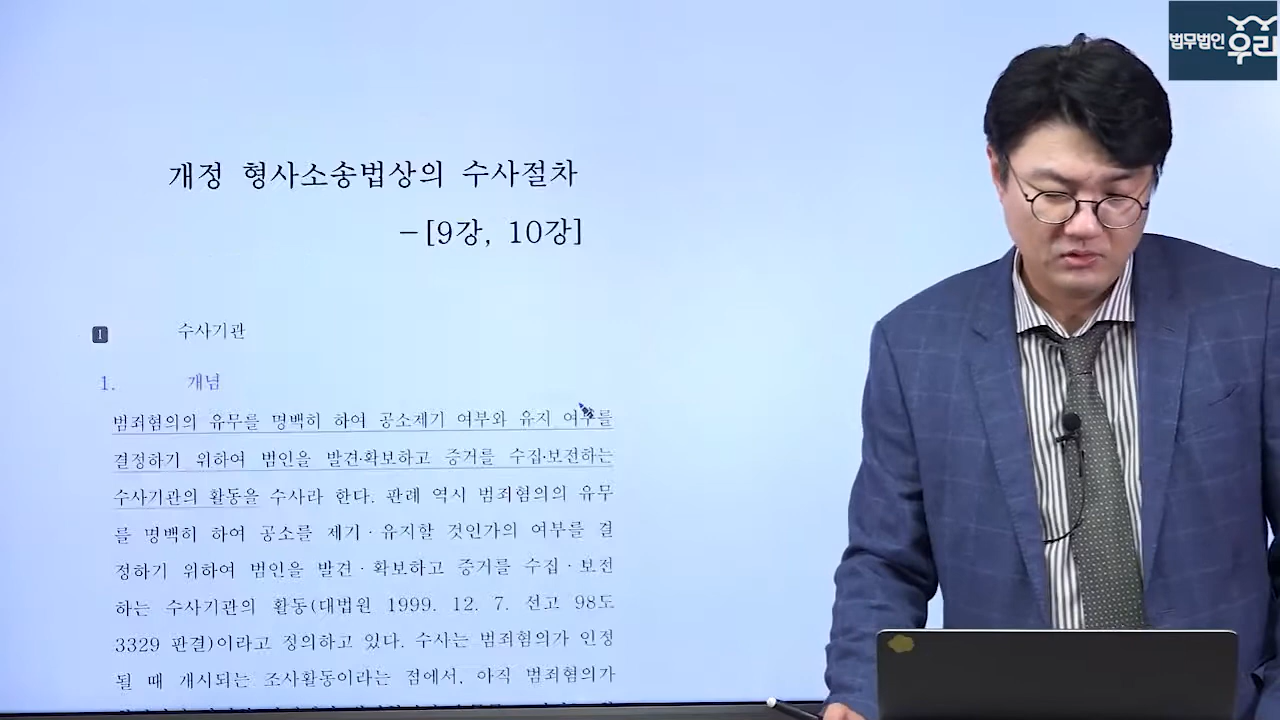 법무법인 우리
개정 형사소송법상의 수사절차
-[9강, 10강]
1 수사기관
1. 개념
범죄혐의의 유무를 명백히 하여 공소제기 여부와 유지 여부를
결정하기 위하여 범인을 발견·확보하고 증거를 수집·보전하는
수사기관의 활동을 수사라 한다. 판례 역시 범죄혐의의 유무
를 명백히 하여 공소를 제기·유지할 것인가의 여부를 결
정하기 위하여 범인을 발견·확보하고 증거를 수집·보전
하는 수사기관의 활동(대법원 1999. 12. 7. 선고 98도
3329 판결)이라고 정의하고 있다. 수사는 범죄혐의가 인정
될 때 개시되는 조사활동이라는 점에서, 아직 범죄혐의가